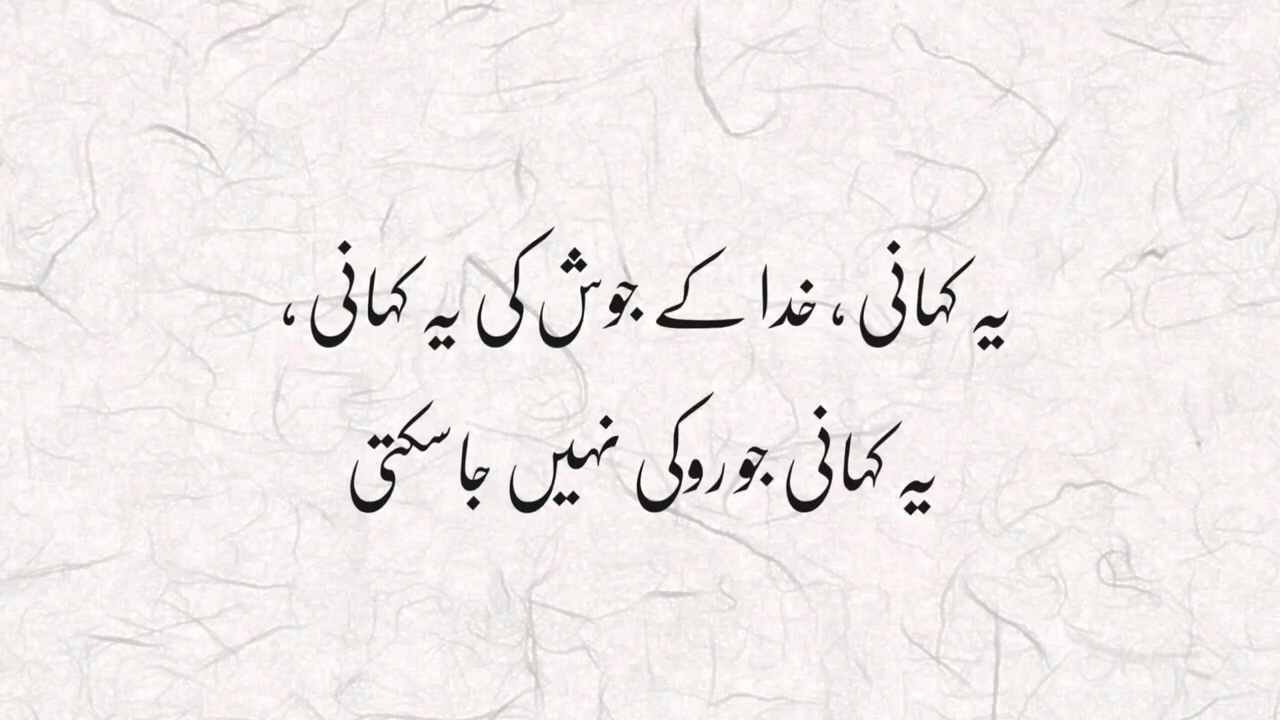 یہ کہانی، خدا کے جوش کی یہ کہانی،
یہ کہانی جو روکی نہیں جا سکتی